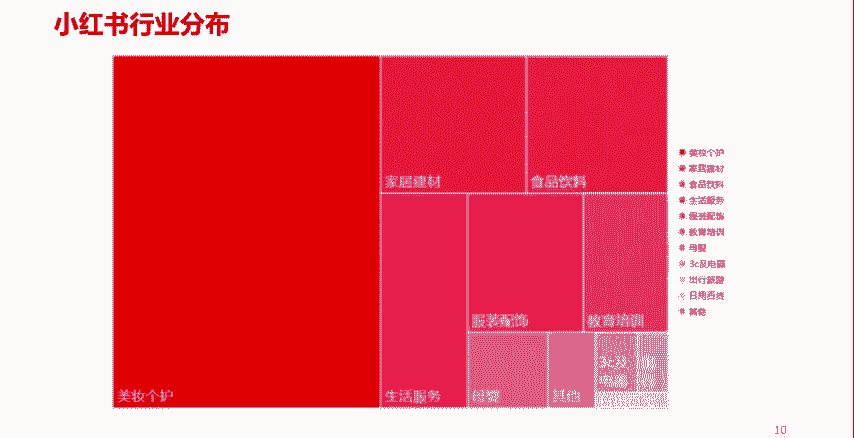 小红书行业分布
家居建材
食品饮料
服装配饰
教育培训
美妆个护
生活服务
母婴
其他
3c及
电器
美妆个护
家居建材
食品饮料
生活服务
服装配饰
教育培训
母婴
3c及电器
出行旅游
日用百货
其他
10